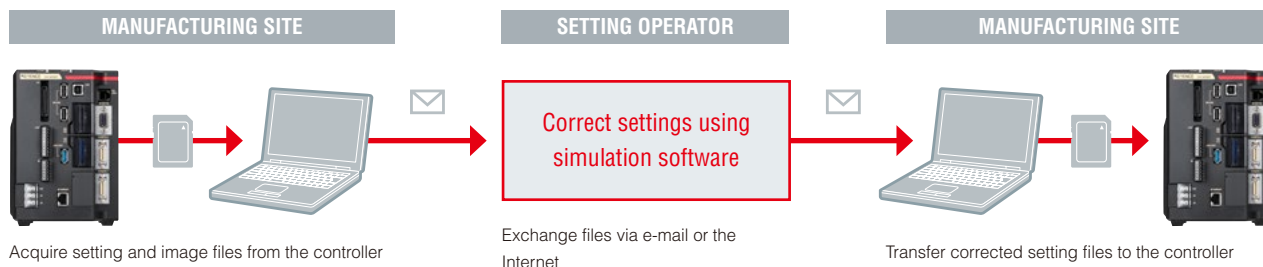 MANUFACTURING SITE
SETTING OPERATOR
MANUFACTURING SITE
Correct settings using
simulation software
Acquire setting and image files from the controller
Exchange files via e-mail or the
Internet
Transfer corrected setting files to the controller